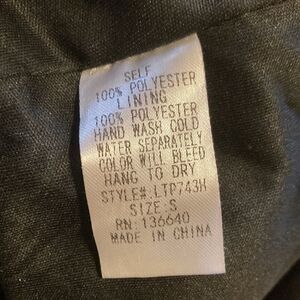 SELF
100% POLYESTER
LINING
100% POLYESTER
HAND WASH COLD
WATER SEPARATELY
COLOR WILL BLEED
HANG TO DRY
STYLE#.LTP743H
SIZE:S
RN:136640
MADE IN CHINA